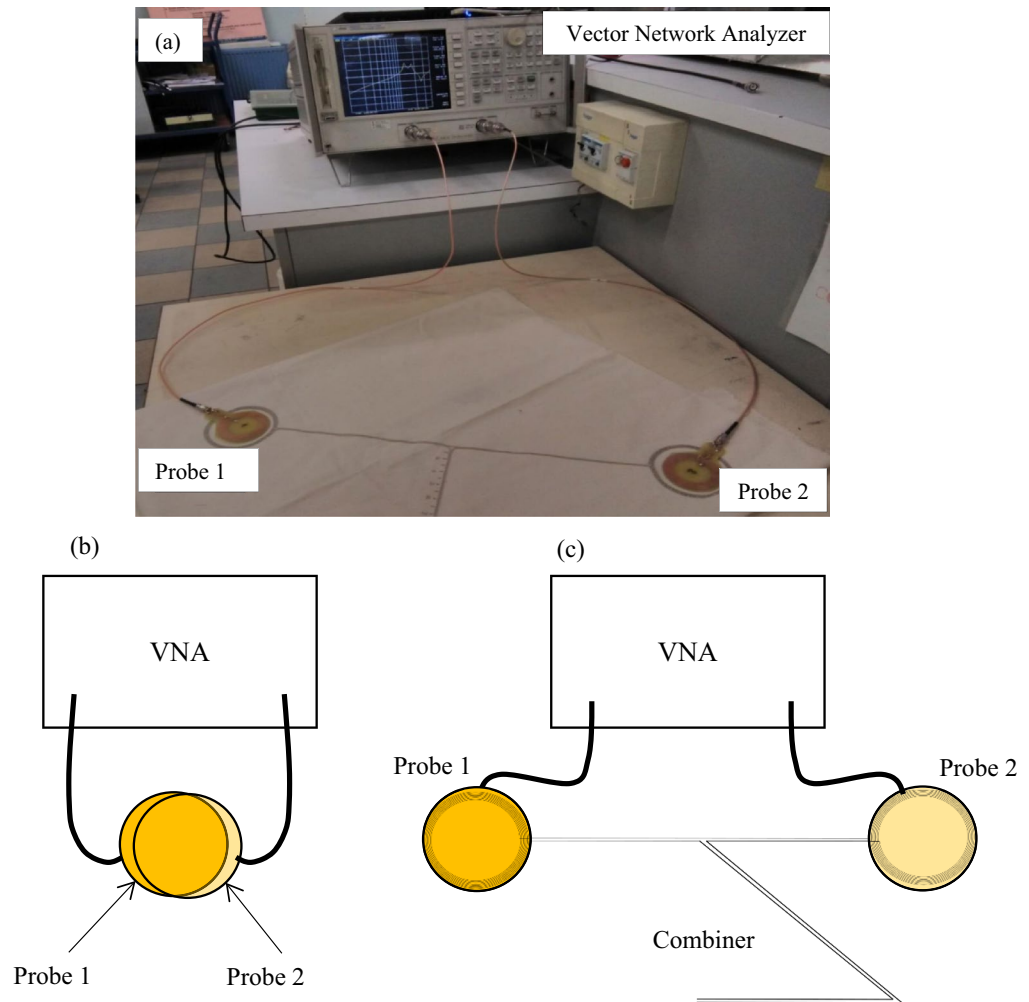 (a)
Vector Network Analyzer
Probe 1
Probe 2
(b)
(c)
VNA
VNA
Probe 1
Probe 2
Combiner
Probe 1
Probe 2